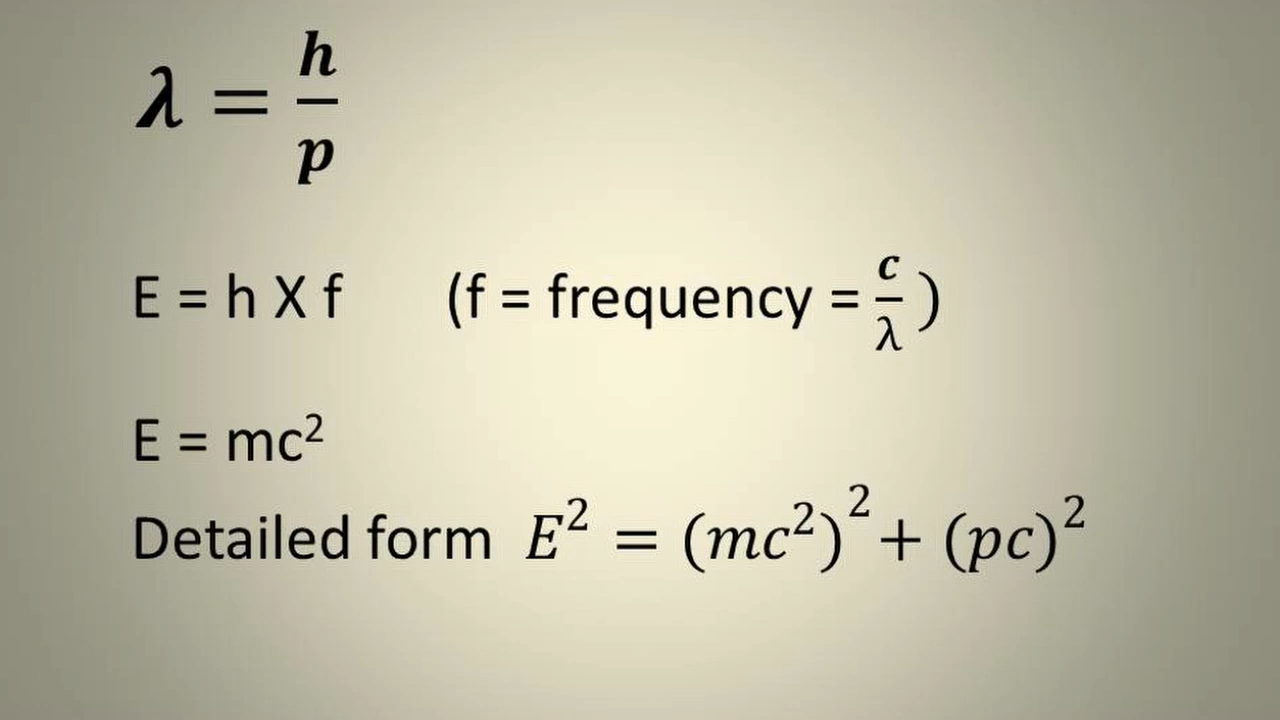 λ = h/p
E = h X f (f = frequency = c/λ )
E = mc²
Detailed form E² = (mc²)² + (pc)²